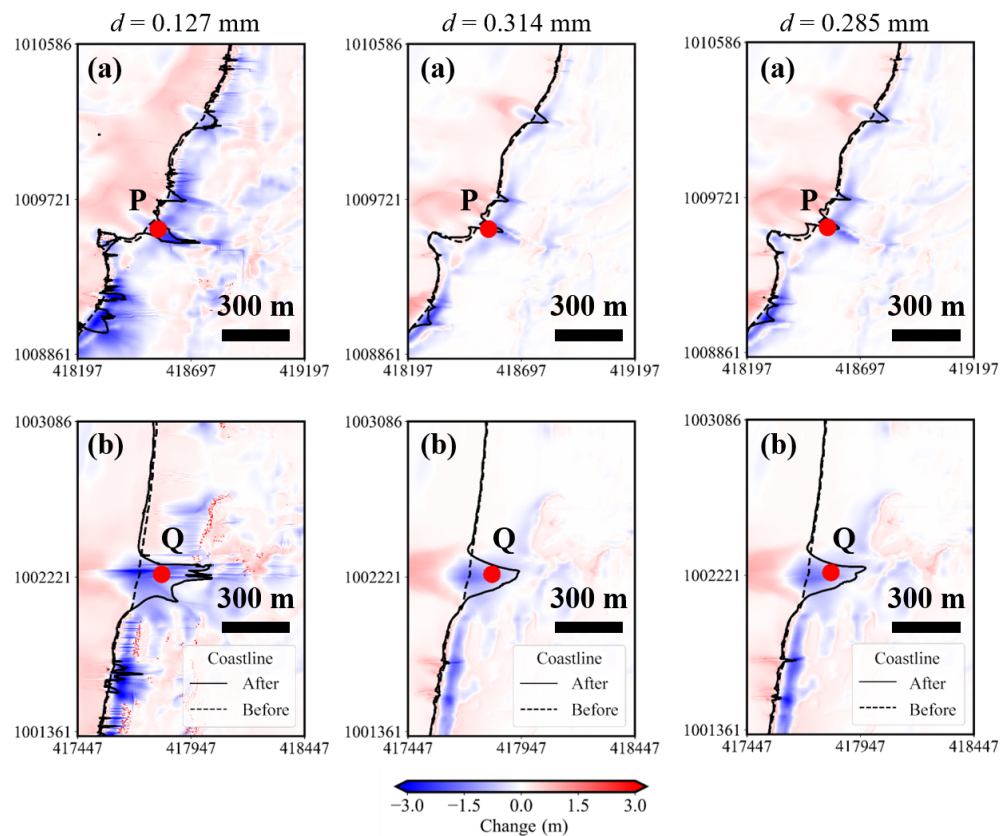 d = 0.127 mm
d = 0.314 mm
d = 0.285 mm
1010586
(a)
P
1009721
300 m
1008861
418197
418697
419197
1010586
(a)
P
1009721
300 m
1008861
418197
418697
419197
1010586
(a)
P
1009721
300 m
1008861
418197
418697
419197
1003086
(b)
Q
1002221
300 m
Coastline
After
Before
1001361
417447
417947
418447
1003086
(b)
Q
1002221
300 m
Coastline
After
Before
1001361
417447
417947
418447
1003086
(b)
Q
1002221
300 m
Coastline
After
Before
1001361
417447
417947
418447
−3.0
−1.5
0.0
1.5
3.0
Change (m)